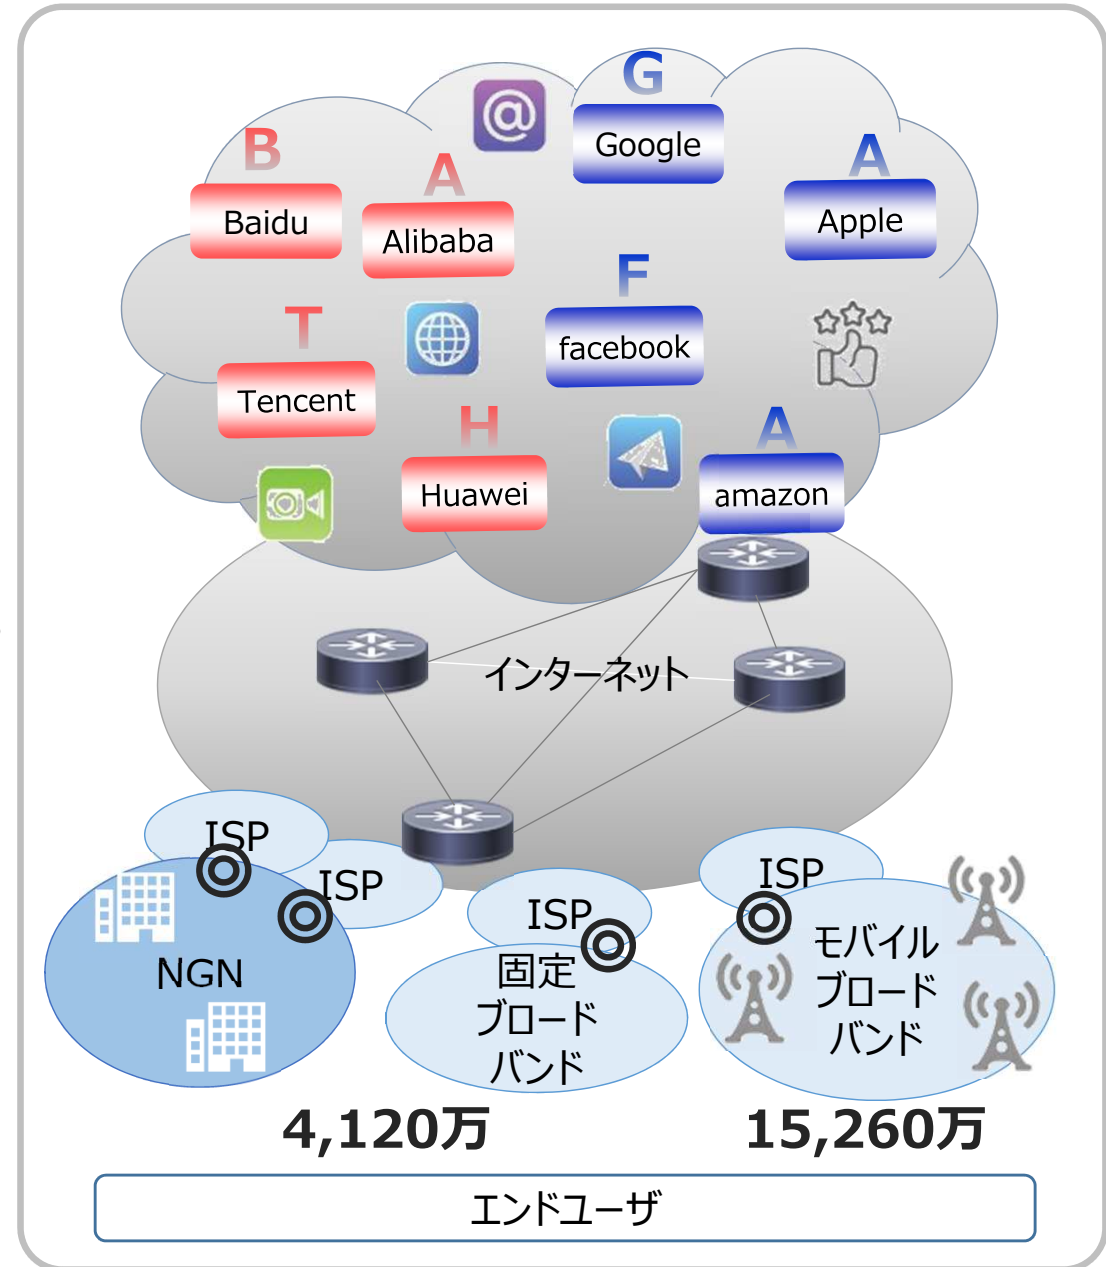 G
Google
B
Baidu
A
Alibaba
A
Apple
@
F
facebook
T
Tencent
H
Huawei
A
amazon
インターネット
ISP
ISP
ISP
ISP
NGN
固定
ブロード
バンド
モバイル
ブロード
バンド
4,120万
15,260万
エンドユーザ